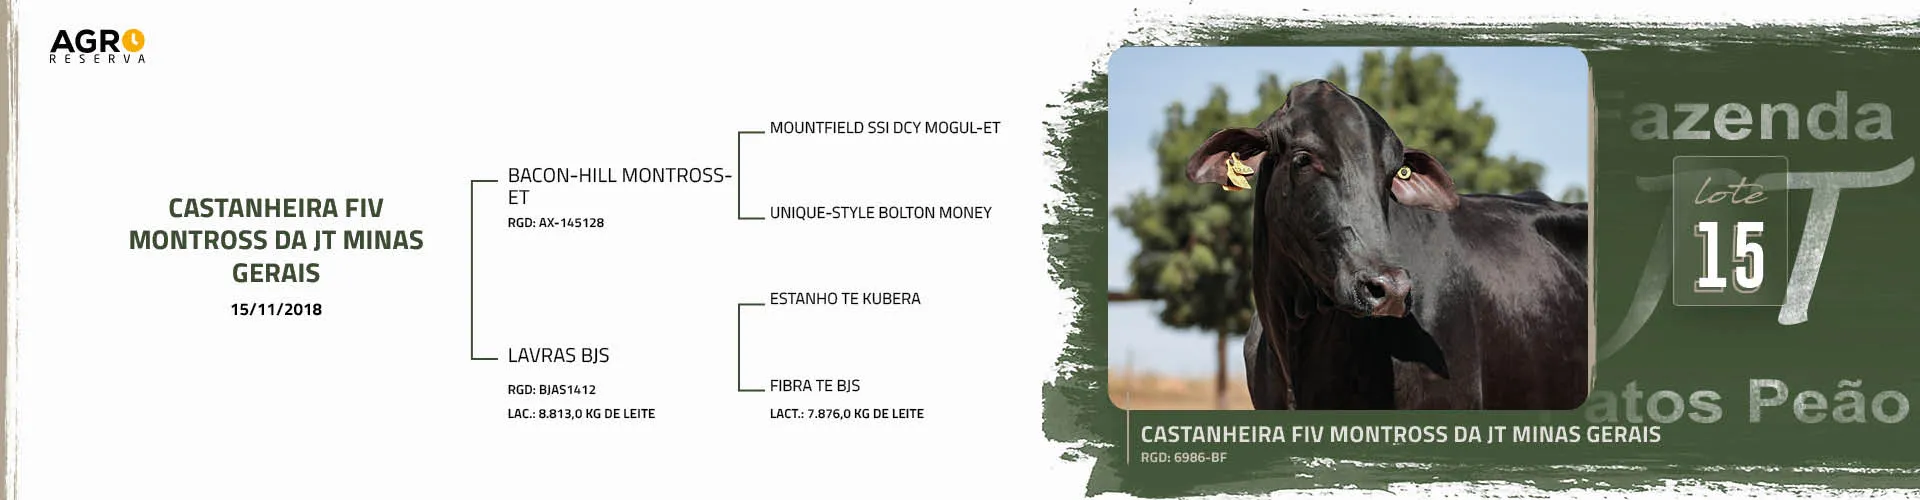 AGRO
RESERVA
CASTANHEIRA FIV
MONTROSS DA JT MINAS
GERAIS
15/11/2018
BACON-HILL MONTROSS-
ET
RGD: AX-145128
LAVRAS BJS
RGD: BJAS1412
LAC.: 8.813,0 KG DE LEITE
MOUNTFIELD SSI DCY MOGUL-ET
UNIQUE-STYLE BOLTON MONEY
ESTANHO TE KUBERA
FIBRA TE BJS
LACT.: 7.876,0 KG DE LEITE
Fazenda
JT
lote
15
Patos Peão
CASTANHEIRA FIV MONTROSS DA JT MINAS GERAIS
RGD: 6986-BF